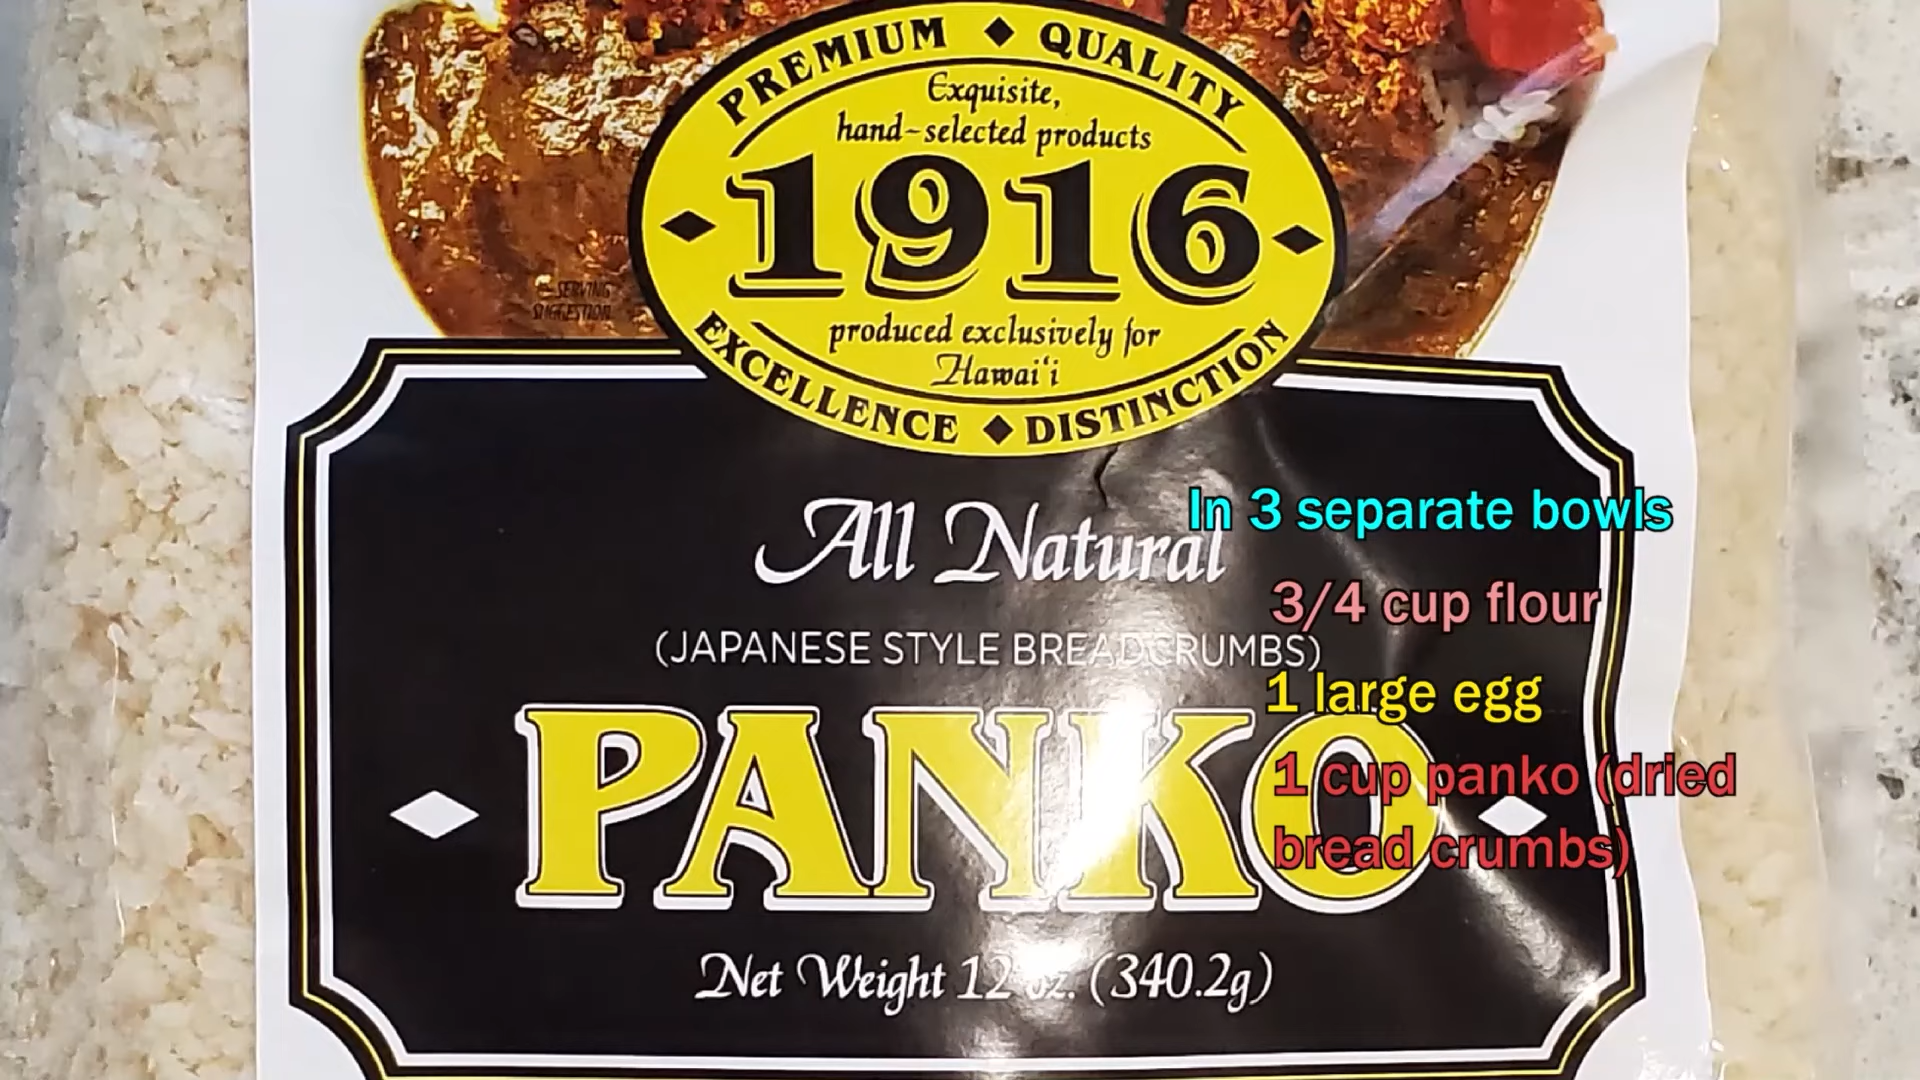 PREMIUM ◆ QUALITY
Exquisite,
hand-selected products
1916
produced exclusively for
Hawai‘i
EXCELLENCE ◆ DISTINCTION
SERVING
SUGGESTION
All Natural
(JAPANESE STYLE BREADCRUMBS)
PANKO
Net Weight 12 oz. (340.2g)
In 3 separate bowls
3/4 cup flour
1 large egg
1 cup panko (dried
bread crumbs)